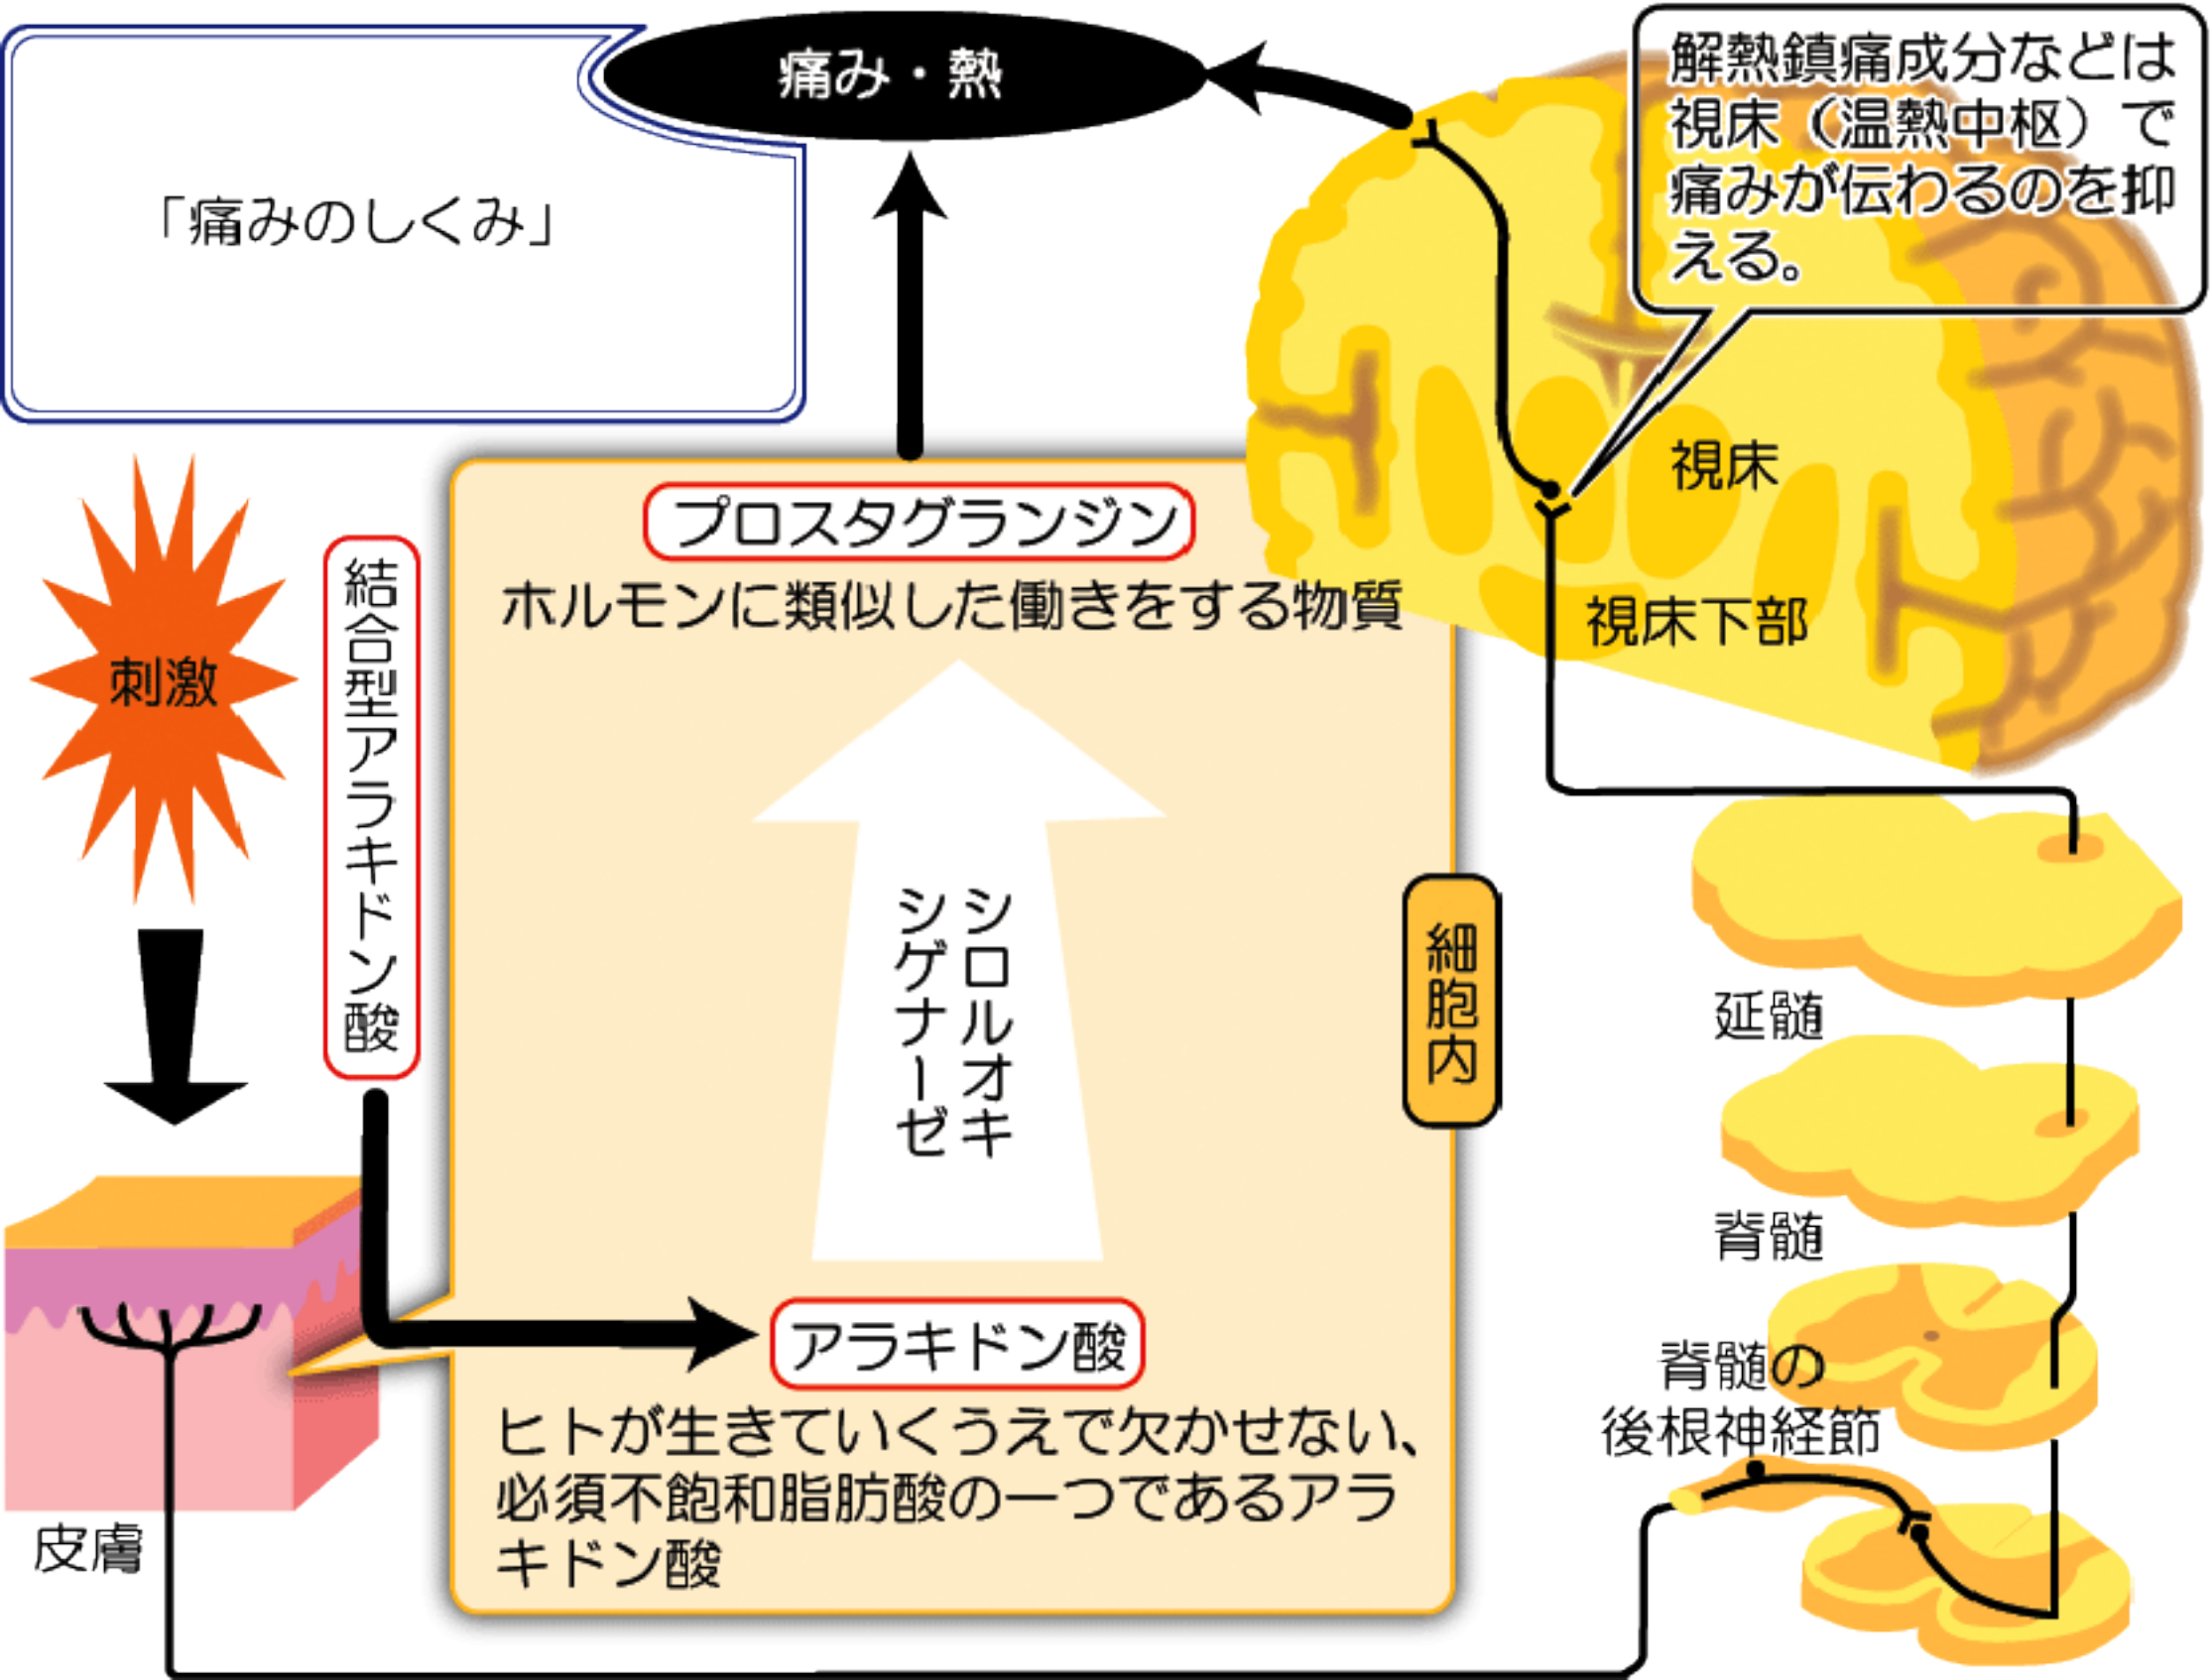 痛み・熱
解熱鎮痛成分などは
視床（温熱中枢）で
痛みが伝わるのを抑
える。
「痛みのしくみ」
刺激
結合型アラキドン酸
プロスタグランジン
ホルモンに類似した働きをする物質
シロルオキ
シゲナーゼ
細胞内
アラキドン酸
ヒトが生きていくうえで欠かせない、
必須不飽和脂肪酸の一つであるアラ
キドン酸
皮膚
視床
視床下部
延髄
脊髄
脊髄の
後根神経節